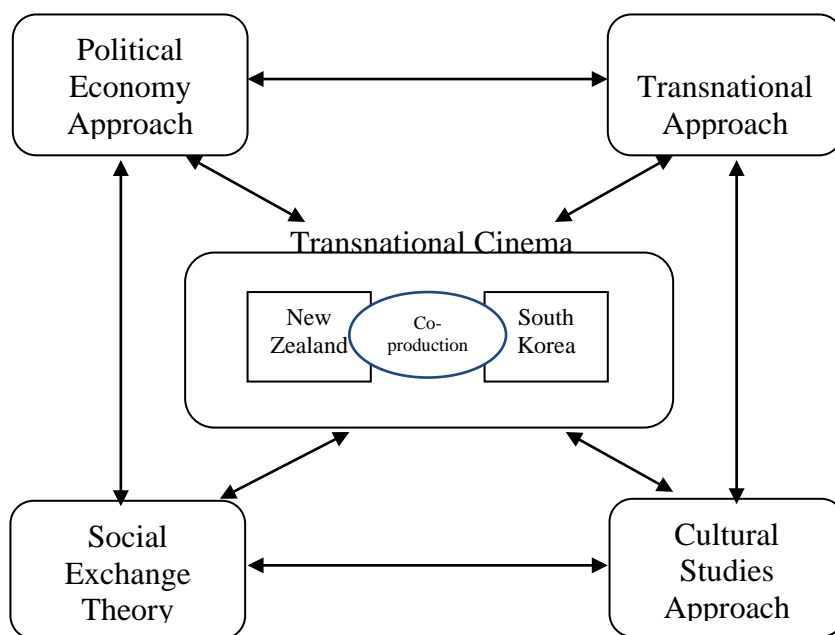 Political
Economy
Approach
Transnational
Approach
Transnational Cinema
New
Zealand
Co-
production
South
Korea
Social
Exchange
Theory
Cultural
Studies
Approach